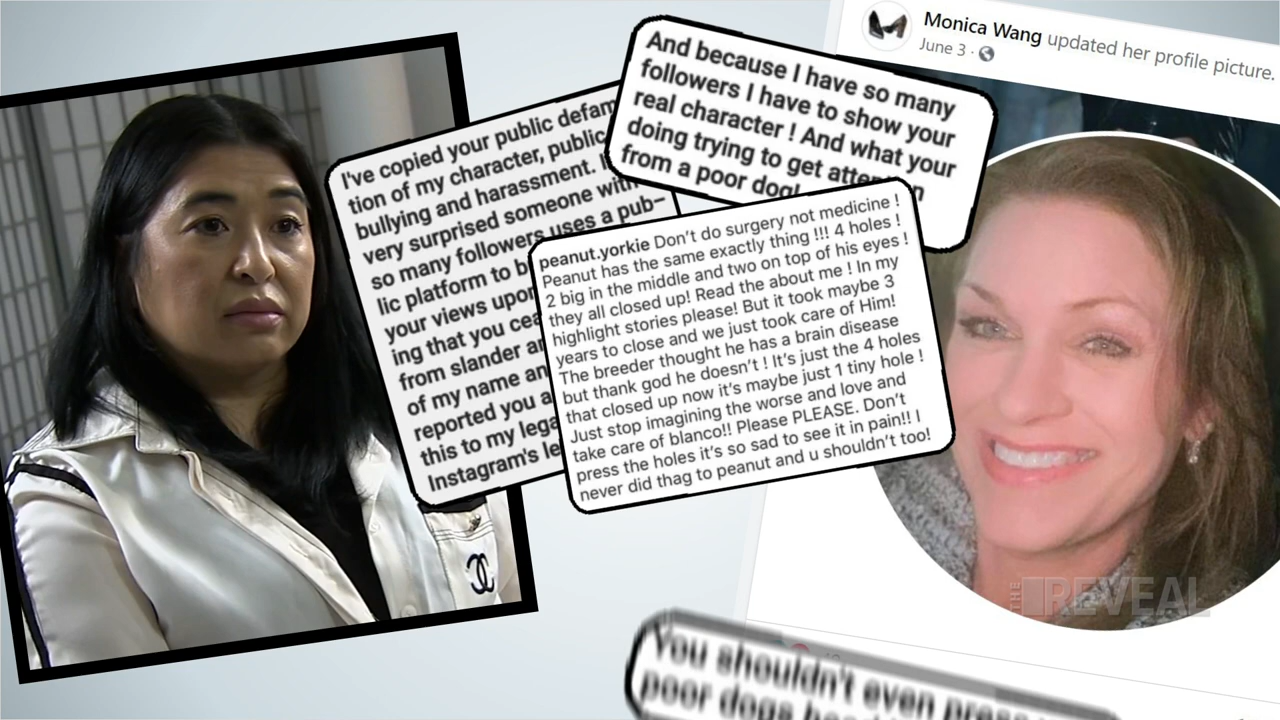 Monica Wang updated her profile picture.
June 3 ·
And because I have so many
followers I have to show your
real character ! And what your
doing trying to get attention
from a poor dog!
I've copied your public defam
tion of my character, public
bullying and harassment.
very surprised someone with
so many followers uses a pub-
lic platform to
your views upon
ing that you
from slander
of my name
reported you
this to my
Instagram's
peanut.yorkie Don't do surgery not medicine !
Peanut has the same exactly thing !!! 4 holes !
2 big in the middle and two on top of his eyes !
they all closed up! Read the about me ! In my
highlight stories please! But it took maybe 3
years to close and we just took care of Him!
The breeder thought he has a brain disease
but thank god he doesn't ! It's just the 4 holes
that closed up now it's maybe just 1 tiny hole !
Just stop imagining the worse and love and
take care of blanco!! Please PLEASE. Don't
press the holes it's so sad to see it in pain!! I
never did thag to peanut and u shouldn't too!
THE REVEAL
You shouldn't even press
poor dogs